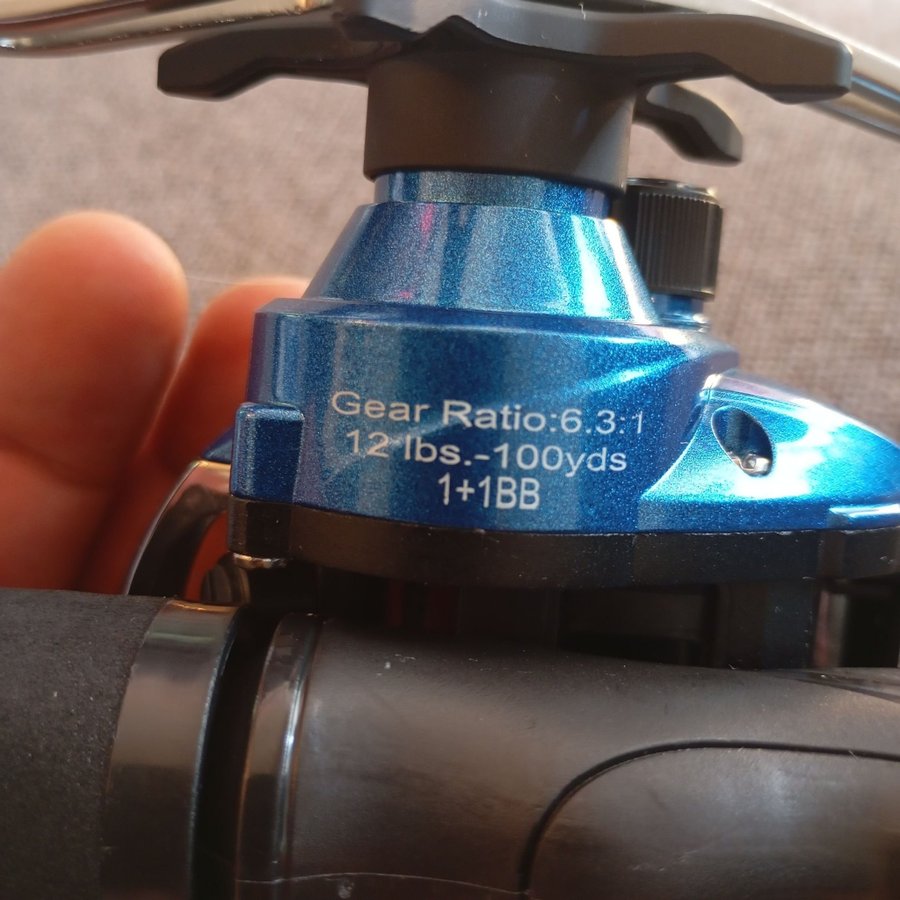 Gear Ratio:6.3:1
12 lbs.-100yds
1+1BB